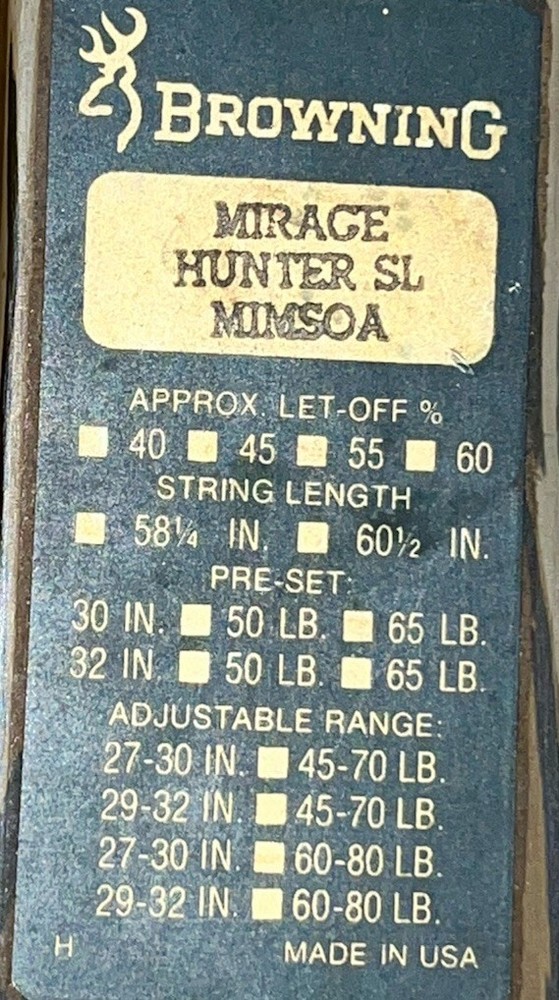 BROWNING
MIRAGE
HUNTER SL
MIMSOA
APPROX. LET-OFF %
40 45 55 60
STRING LENGTH
58¼ IN. 60½ IN.
PRE-SET:
30 IN. 50 LB. 65 LB.
32 IN. 50 LB. 65 LB.
ADJUSTABLE RANGE:
27-30 IN. 45-70 LB.
29-32 IN. 45-70 LB.
27-30 IN. 60-80 LB.
29-32 IN. 60-80 LB.
H MADE IN USA